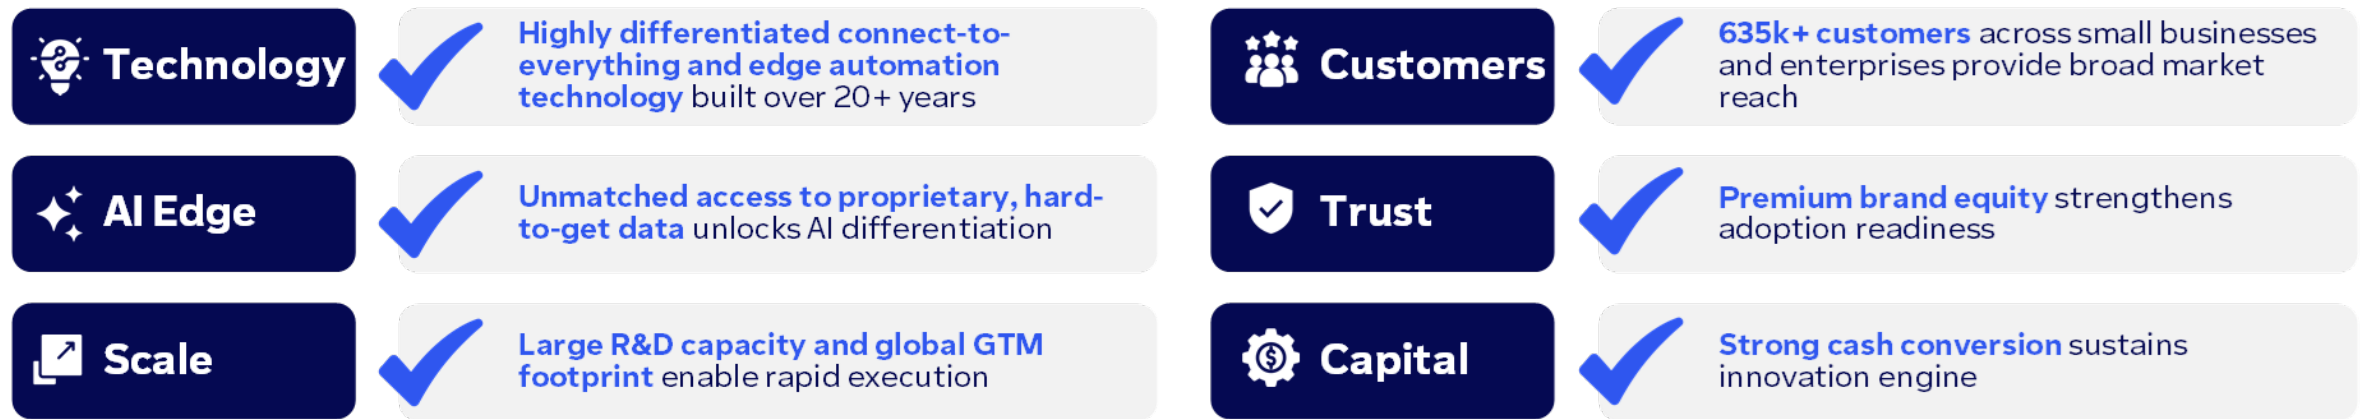 Technology
Highly differentiated connect-to-
everything and edge automation
technology built over 20+ years
Customers
635k+ customers across small businesses
and enterprises provide broad market
reach
AI Edge
Unmatched access to proprietary, hard-
to-get data unlocks AI differentiation
Trust
Premium brand equity strengthens
adoption readiness
Scale
Large R&D capacity and global GTM
footprint enable rapid execution
Capital
Strong cash conversion sustains
innovation engine